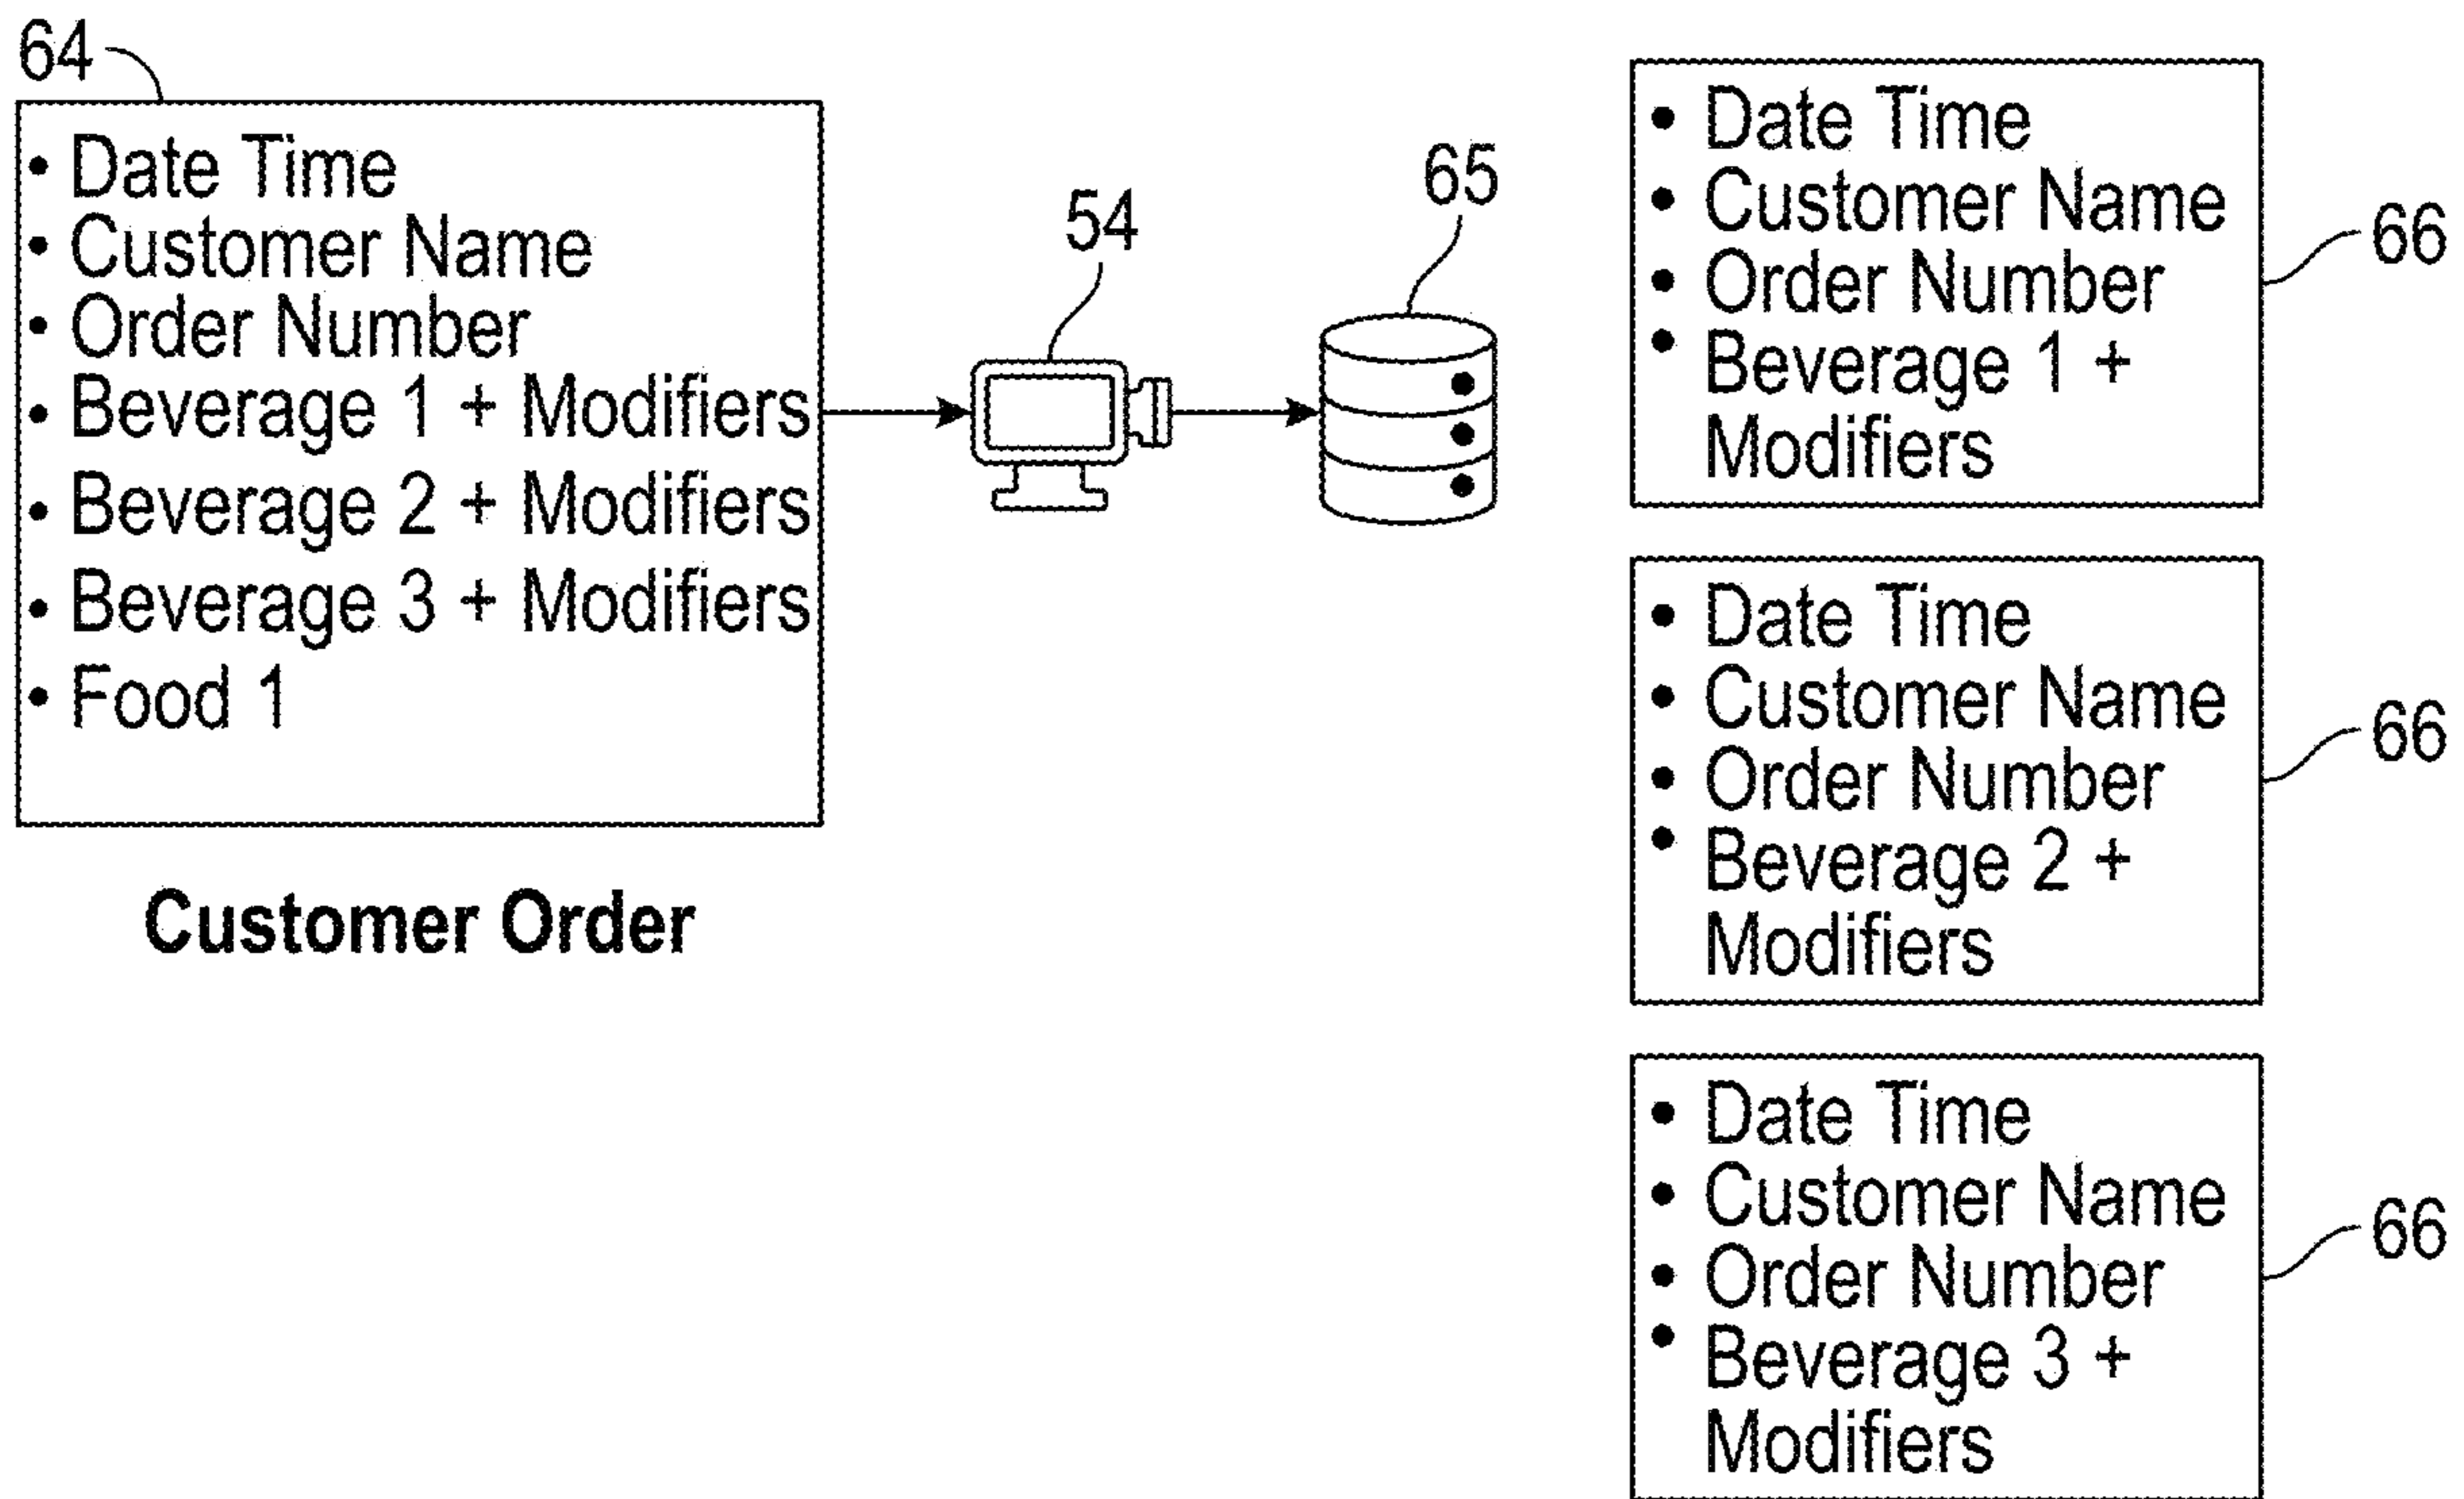 64
• Date Time
• Customer Name
• Order Number
• Beverage 1 + Modifiers
• Beverage 2 + Modifiers
• Beverage 3 + Modifiers
• Food 1
Customer Order
54
65
• Date Time
• Customer Name
• Order Number
• Beverage 1 +
Modifiers
66
• Date Time
• Customer Name
• Order Number
• Beverage 2 +
Modifiers
66
• Date Time
• Customer Name
• Order Number
• Beverage 3 +
Modifiers
66